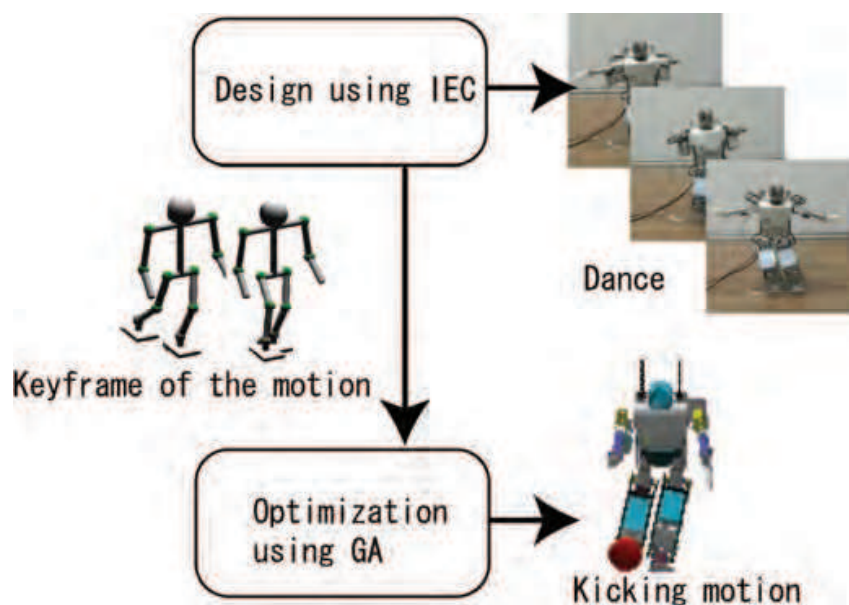 Design using IEC
Dance
Keyframe of the motion
Optimization
using GA
Kicking motion